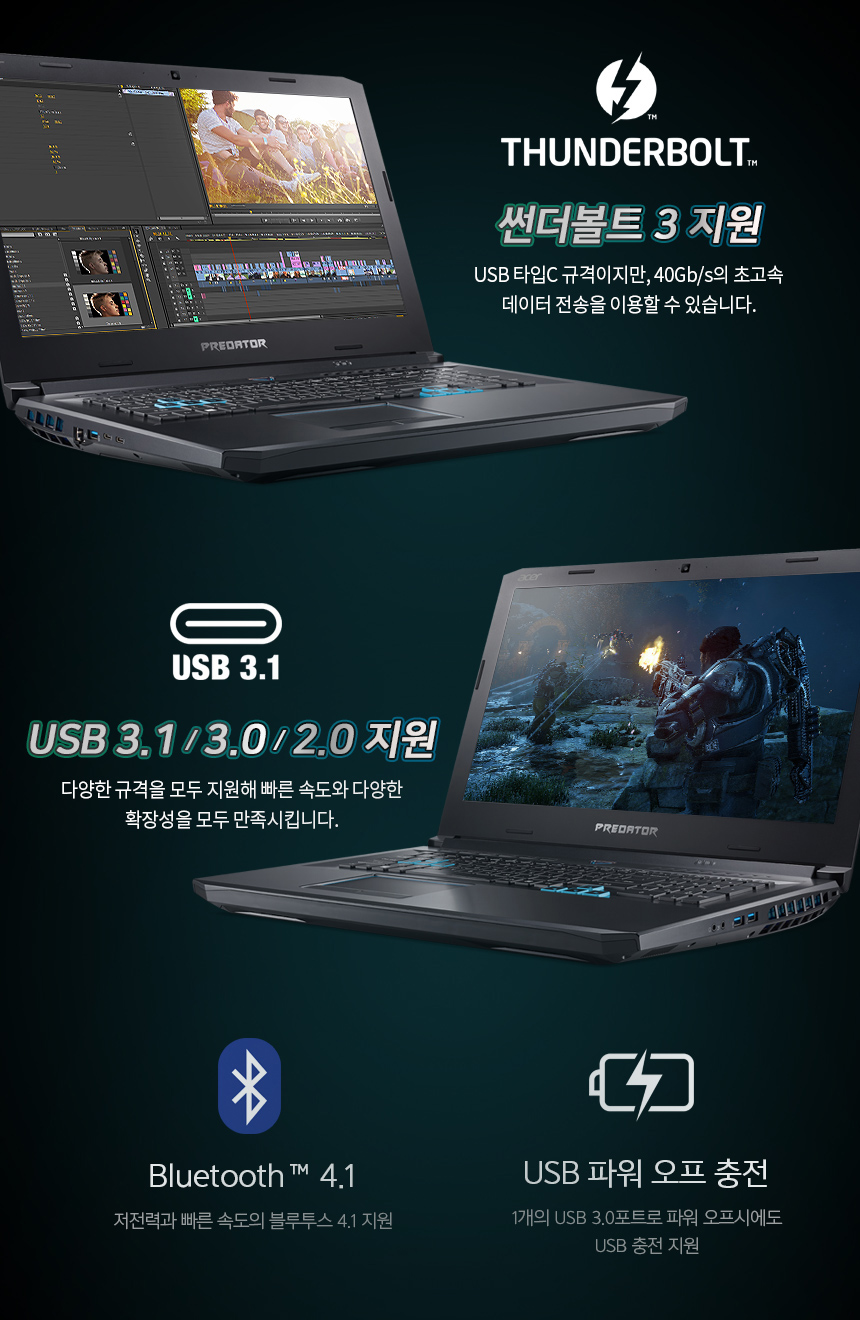 THUNDERBOLT™
썬더볼트 3 지원
USB 타입C 규격이지만, 40Gb/s의 초고속
데이터 전송을 이용할 수 있습니다.
PREDATOR
acer
USB 3.1
USB 3.1 / 3.0 / 2.0 지원
다양한 규격을 모두 지원해 빠른 속도와 다양한
확장성을 모두 만족시킵니다.
PREDATOR
Bluetooth™ 4.1
저전력과 빠른 속도의 블루투스 4.1 지원
USB 파워 오프 충전
1개의 USB 3.0포트로 파워 오프시에도
USB 충전 지원